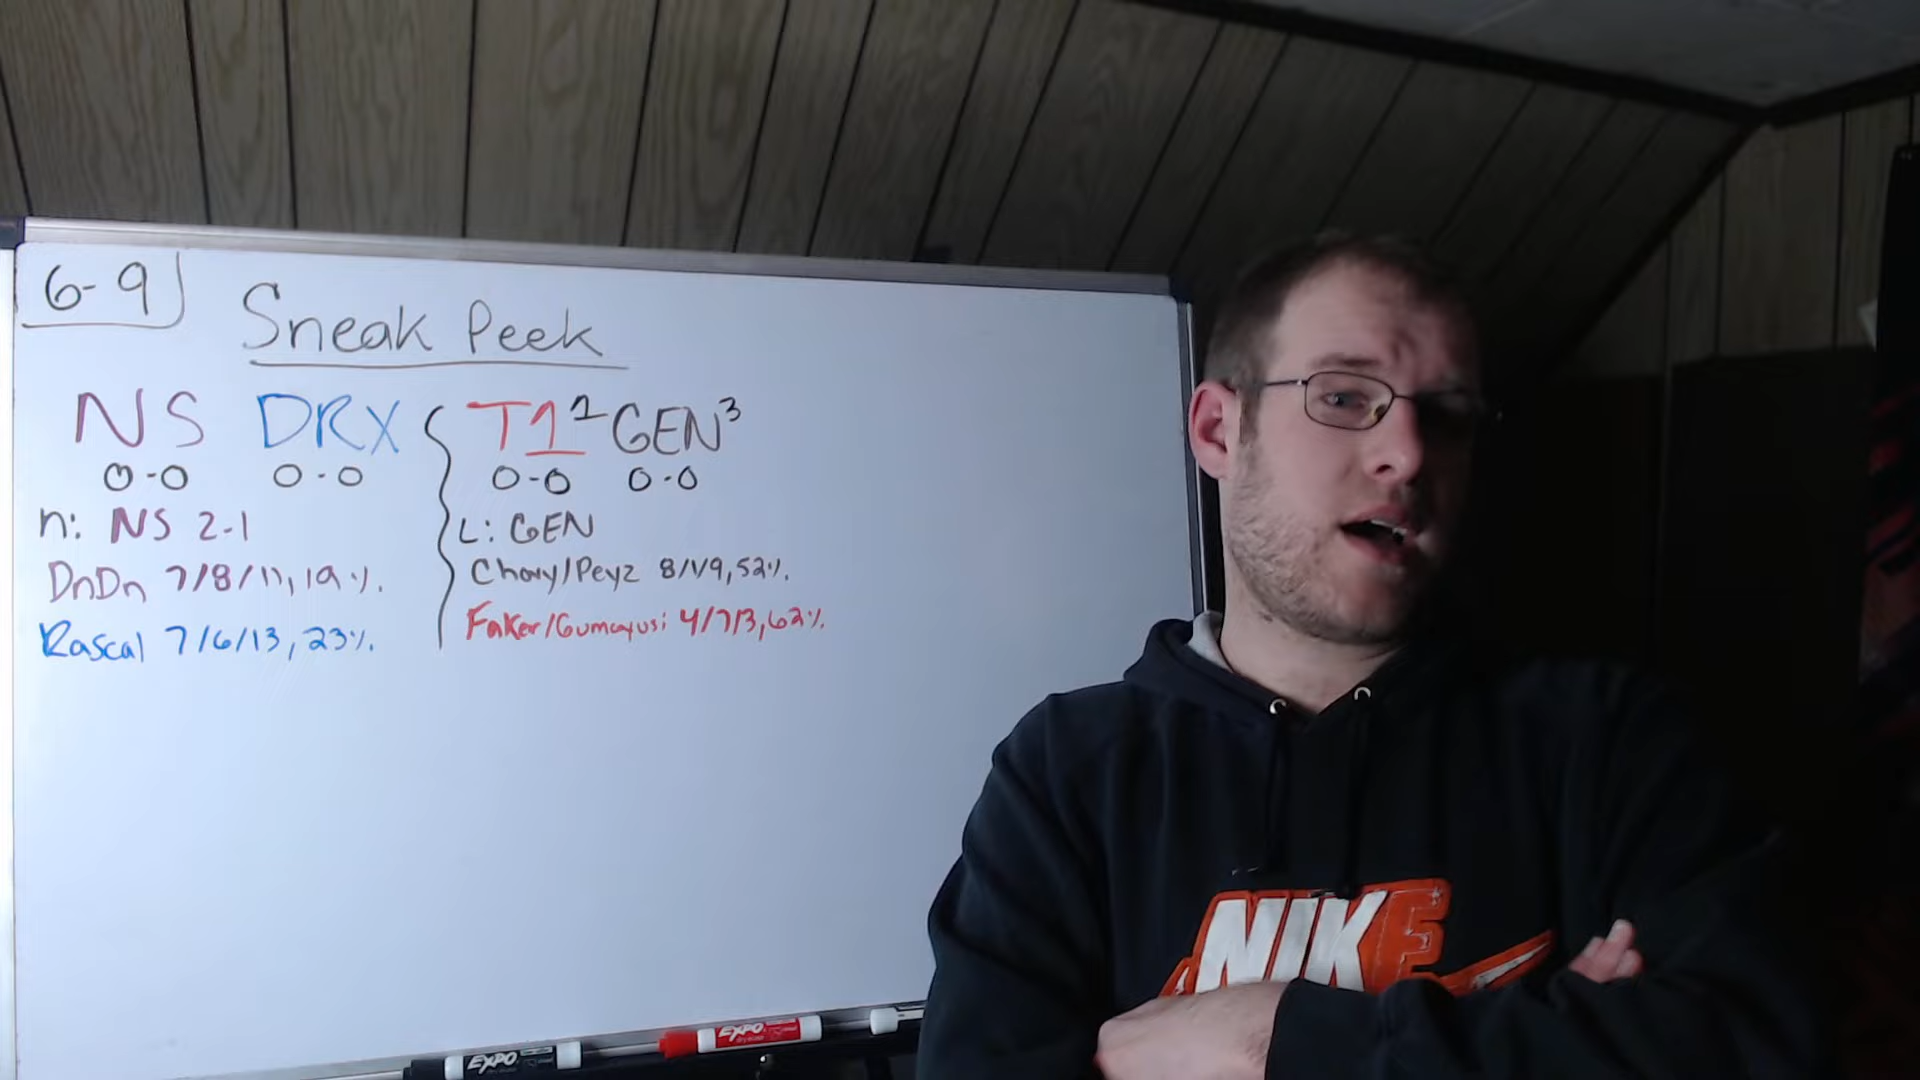 6-9
Sneak Peek
NS DRX T1¹ GEN³
0-0 0-0 0-0 0-0
n: NS 2-1
L: GEN
DnDn 7/8/11, 19%.
Chovy/Peyz 8/1/9, 52%.
Rascal 7/6/13, 23%.
Faker/Gumayusi 4/7/3, 62%.
NIKE
EXPO
EXPO